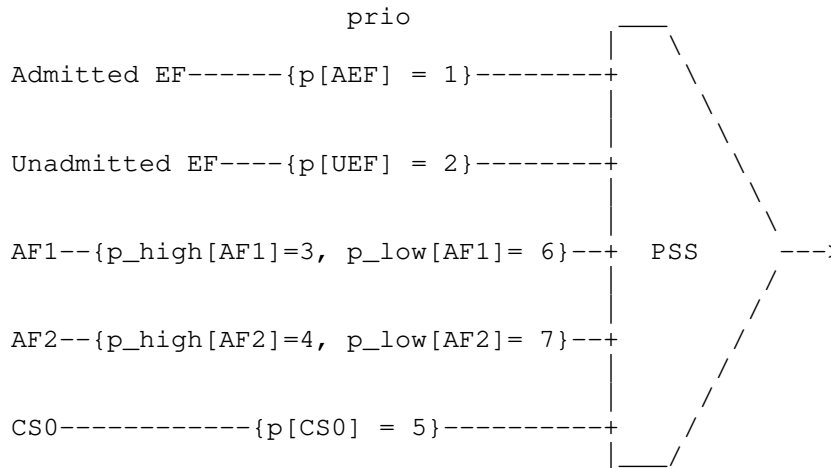 prio
Admitted EF------{p[AEF] = 1}--------+
Unadmitted EF----{p[UEF] = 2}--------+
AF1--{p_high[AF1]=3, p_low[AF1]= 6}--+ PSS --->
AF2--{p_high[AF2]=4, p_low[AF2]= 7}--+
CS0------------{p[CS0] = 5}----------+